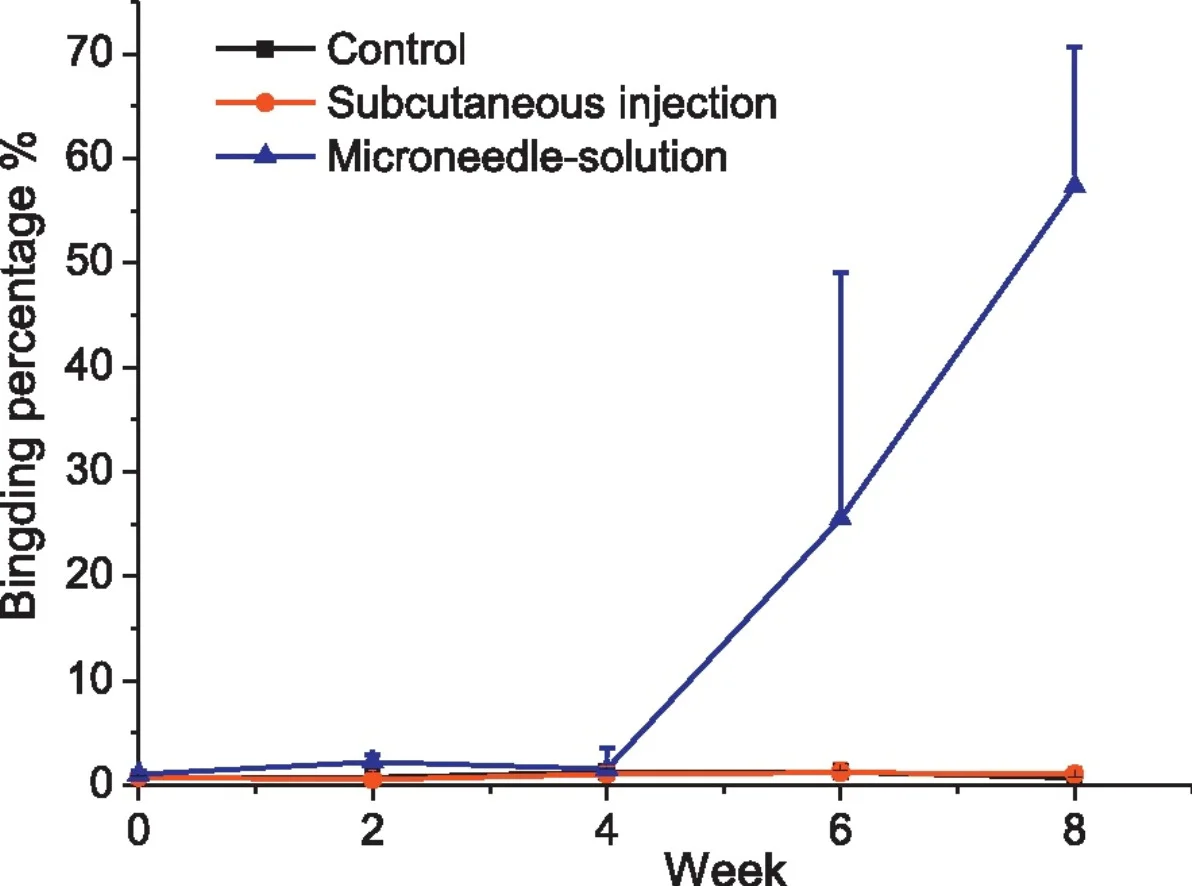 Control
Subcutaneous injection
Microneedle-solution
Bingding percentage %
70
60
50
40
30
20
10
0
0 2 4 6 8
Week